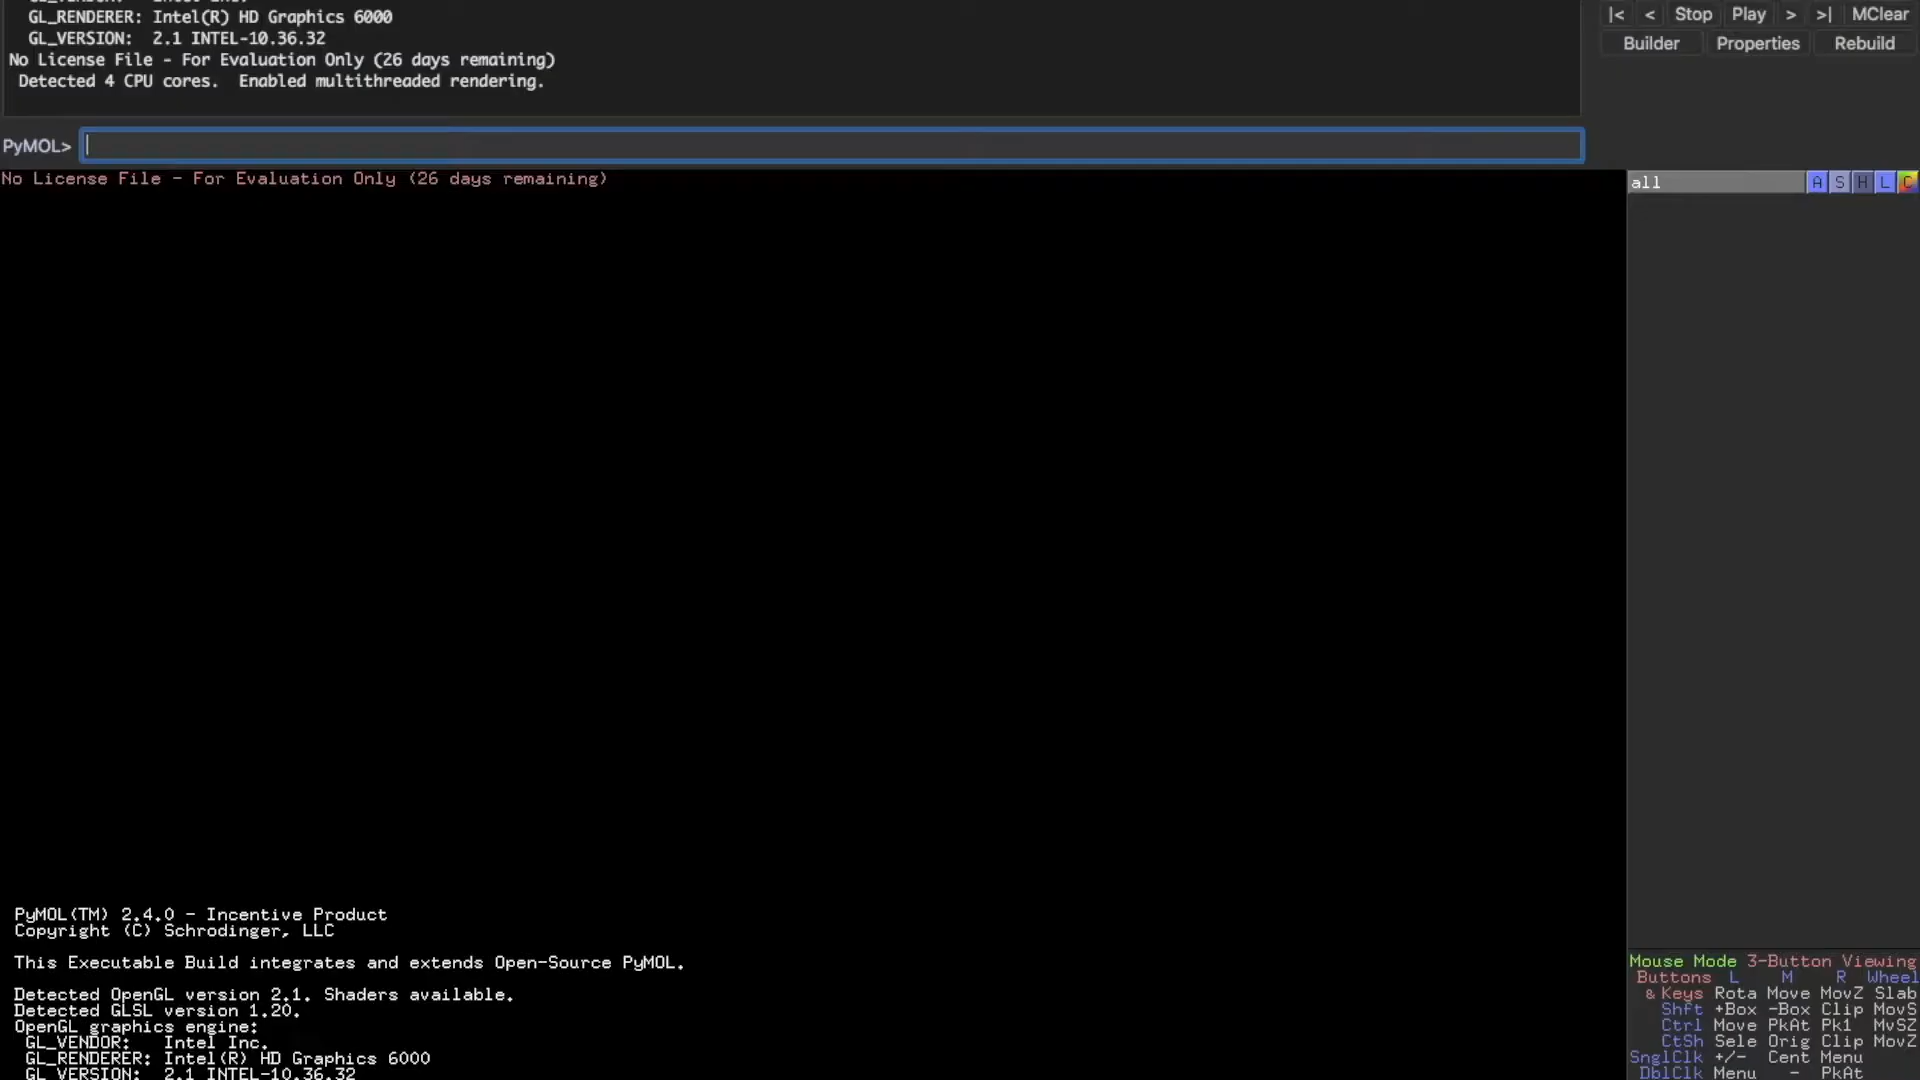 GL_RENDERER: Intel(R) HD Graphics 6000
GL_VERSION:  2.1 INTEL-10.36.32
No License File - For Evaluation Only (26 days remaining)
Detected 4 CPU cores.  Enabled multithreaded rendering.
|< < Stop Play > >| MClear
Builder Properties Rebuild
PyMOL>
No License File - For Evaluation Only (26 days remaining)
all A S H L C
PyMOL(TM) 2.4.0 - Incentive Product
Copyright (C) Schrodinger, LLC
This Executable Build integrates and extends Open-Source PyMOL.
Detected OpenGL version 2.1. Shaders available.
Detected GLSL version 1.20.
OpenGL graphics engine:
GL_VENDOR:   Intel Inc.
GL_RENDERER: Intel(R) HD Graphics 6000
GL_VERSION:  2.1 INTEL-10.36.32
Mouse Mode 3-Button Viewing
Buttons L M R Wheel
& Keys Rota Move MovZ Slab
Shft +Box -Box Clip MovS
Ctrl Move PkAt Pk1 MvSZ
CtSh Sele Orig Clip MovZ
SnglClk +/- Cent Menu
DblClk Menu - PkAt